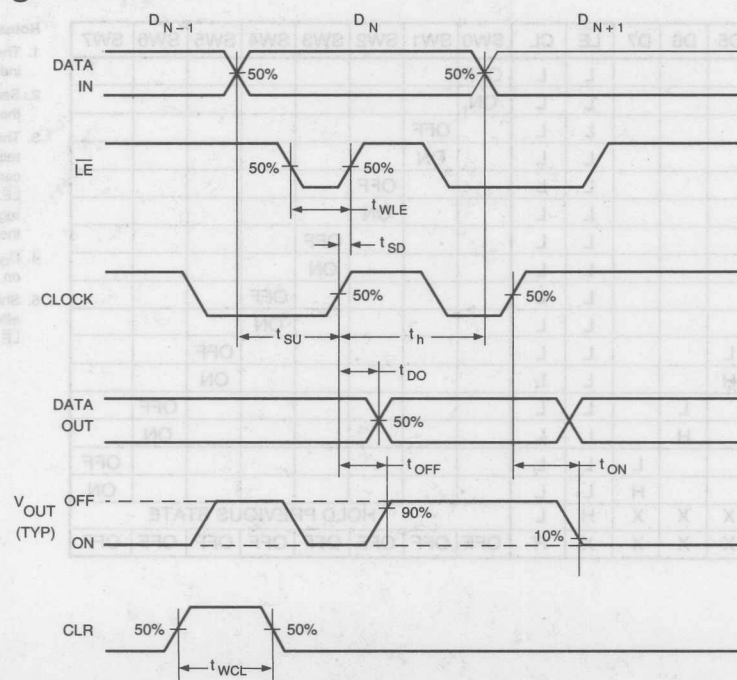 D N – 1
D N
D N + 1
DATA
IN
50%
50%
LE
50%
50%
t WLE
t SD
CLOCK
50%
50%
t SU
t h
t DO
DATA
OUT
50%
t OFF
t ON
V OUT
(TYP)
OFF
ON
90%
10%
CLR
50%
50%
t WCL